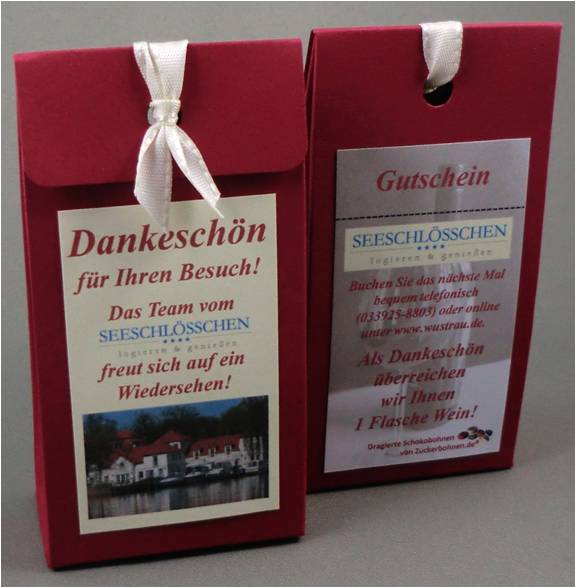 Dankeschön
für Ihren Besuch!
Das Team vom
SEESCHLÖSSCHEN
logieren & genießen
freut sich auf ein
Wiedersehen!
Gutschein
SEESCHLÖSSCHEN
logieren & genießen
Buchen Sie das nächste Mal
bequem telefonisch
(033925-8803) oder online
unter www.wustrau.de.
Als Dankeschön
überreichen
wir Ihnen
1 Flasche Wein!
Dragierte Schokobohnen
von Zuckerbohnen.de®